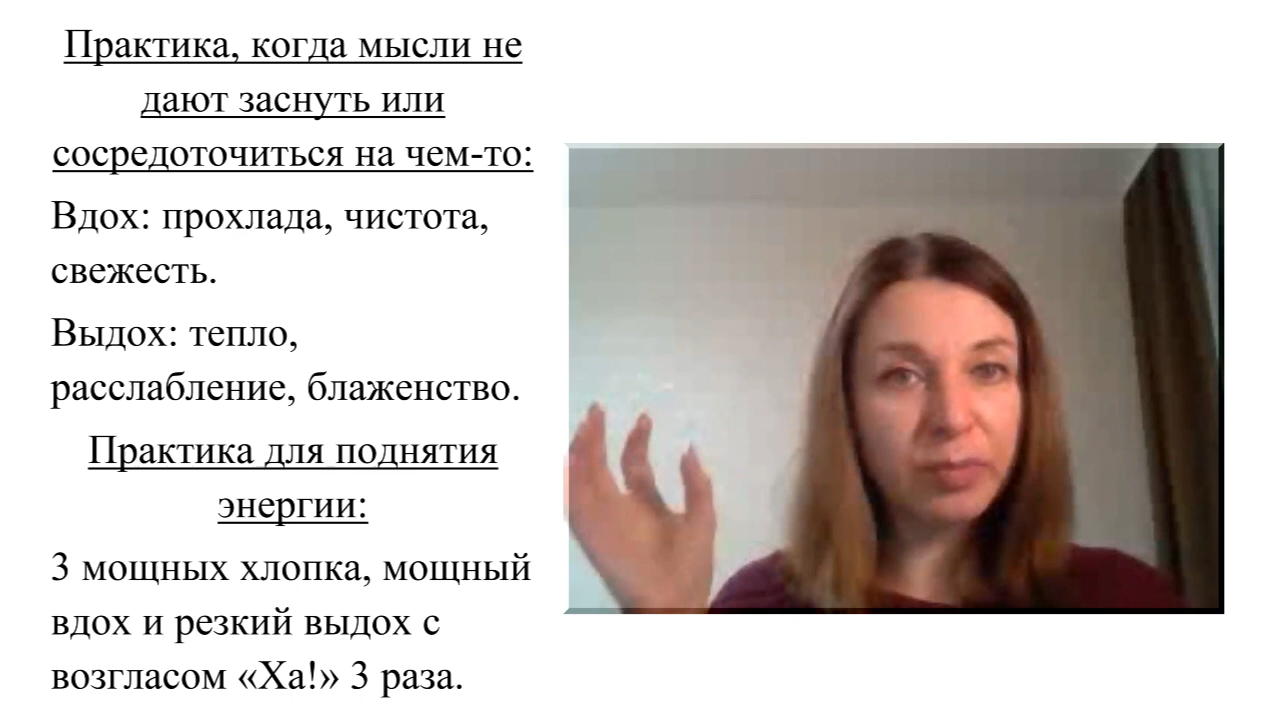 Практика, когда мысли не
дают заснуть или
сосредоточиться на чем-то:
Вдох: прохлада, чистота,
свежесть.
Выдох: тепло,
расслабление, блаженство.
Практика для поднятия
энергии:
3 мощных хлопка, мощный
вдох и резкий выдох с
возгласом «Ха!» 3 раза.